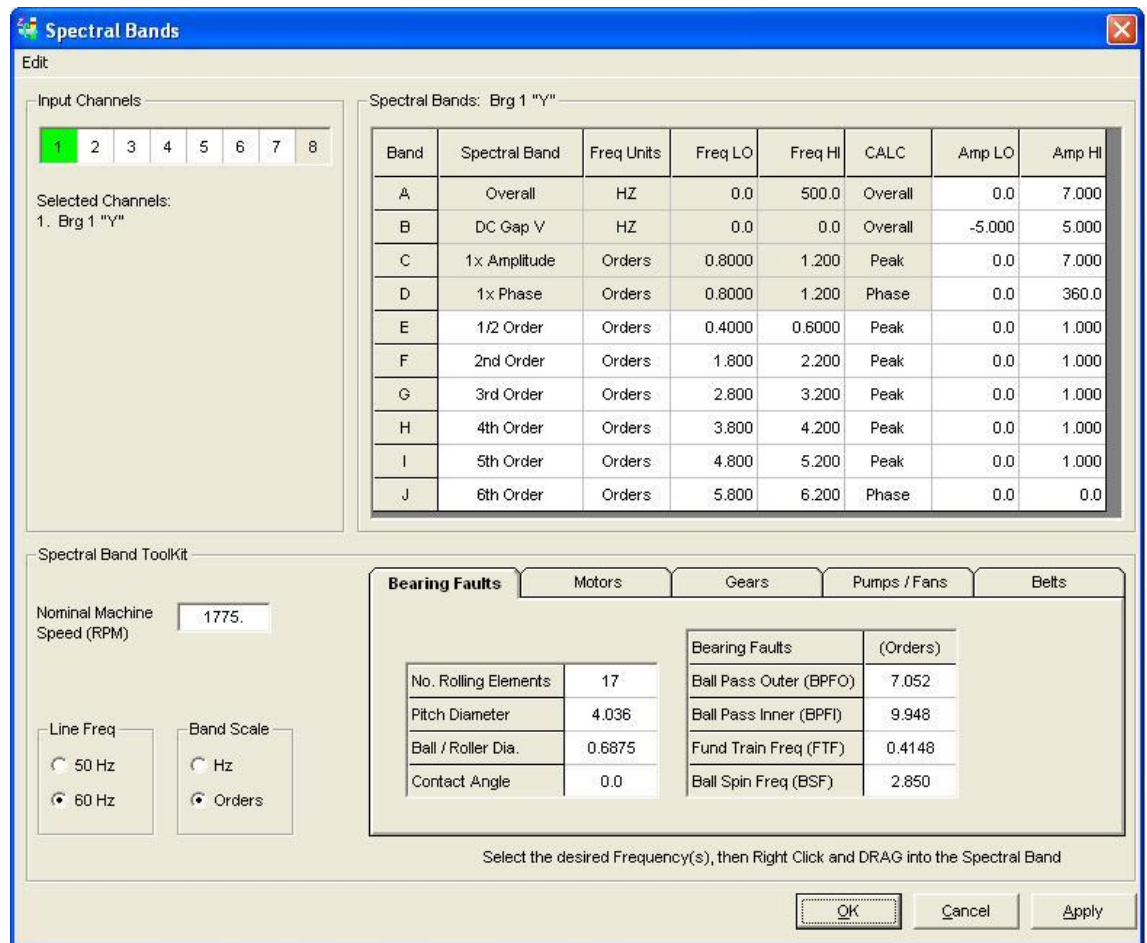 Spectral Bands
Edit
Input Channels
1 2 3 4 5 6 7 8
Selected Channels:
1. Brg 1 "Y"
Spectral Bands: Brg 1 "Y"
Band Spectral Band Freq Units Freq LO Freq HI CALC Amp LO Amp HI
A Overall HZ 0.0 500.0 Overall 0.0 7.000
B DC Gap V HZ 0.0 0.0 Overall -5.000 5.000
C 1x Amplitude Orders 0.8000 1.200 Peak 0.0 7.000
D 1x Phase Orders 0.8000 1.200 Phase 0.0 360.0
E 1/2 Order Orders 0.4000 0.6000 Peak 0.0 1.000
F 2nd Order Orders 1.800 2.200 Peak 0.0 1.000
G 3rd Order Orders 2.800 3.200 Peak 0.0 1.000
H 4th Order Orders 3.800 4.200 Peak 0.0 1.000
I 5th Order Orders 4.800 5.200 Peak 0.0 1.000
J 6th Order Orders 5.800 6.200 Phase 0.0 0.0
Spectral Band ToolKit
Nominal Machine
Speed (RPM)
1775.
Line Freq
50 Hz
60 Hz
Band Scale
Hz
Orders
Bearing Faults Motors Gears Pumps / Fans Belts
No. Rolling Elements 17
Pitch Diameter 4.036
Ball / Roller Dia. 0.6875
Contact Angle 0.0
Bearing Faults (Orders)
Ball Pass Outer (BPFO) 7.052
Ball Pass Inner (BPFI) 9.948
Fund Train Freq (FTF) 0.4148
Ball Spin Freq (BSF) 2.850
Select the desired Frequency(s), then Right Click and DRAG into the Spectral Band
OK Cancel Apply